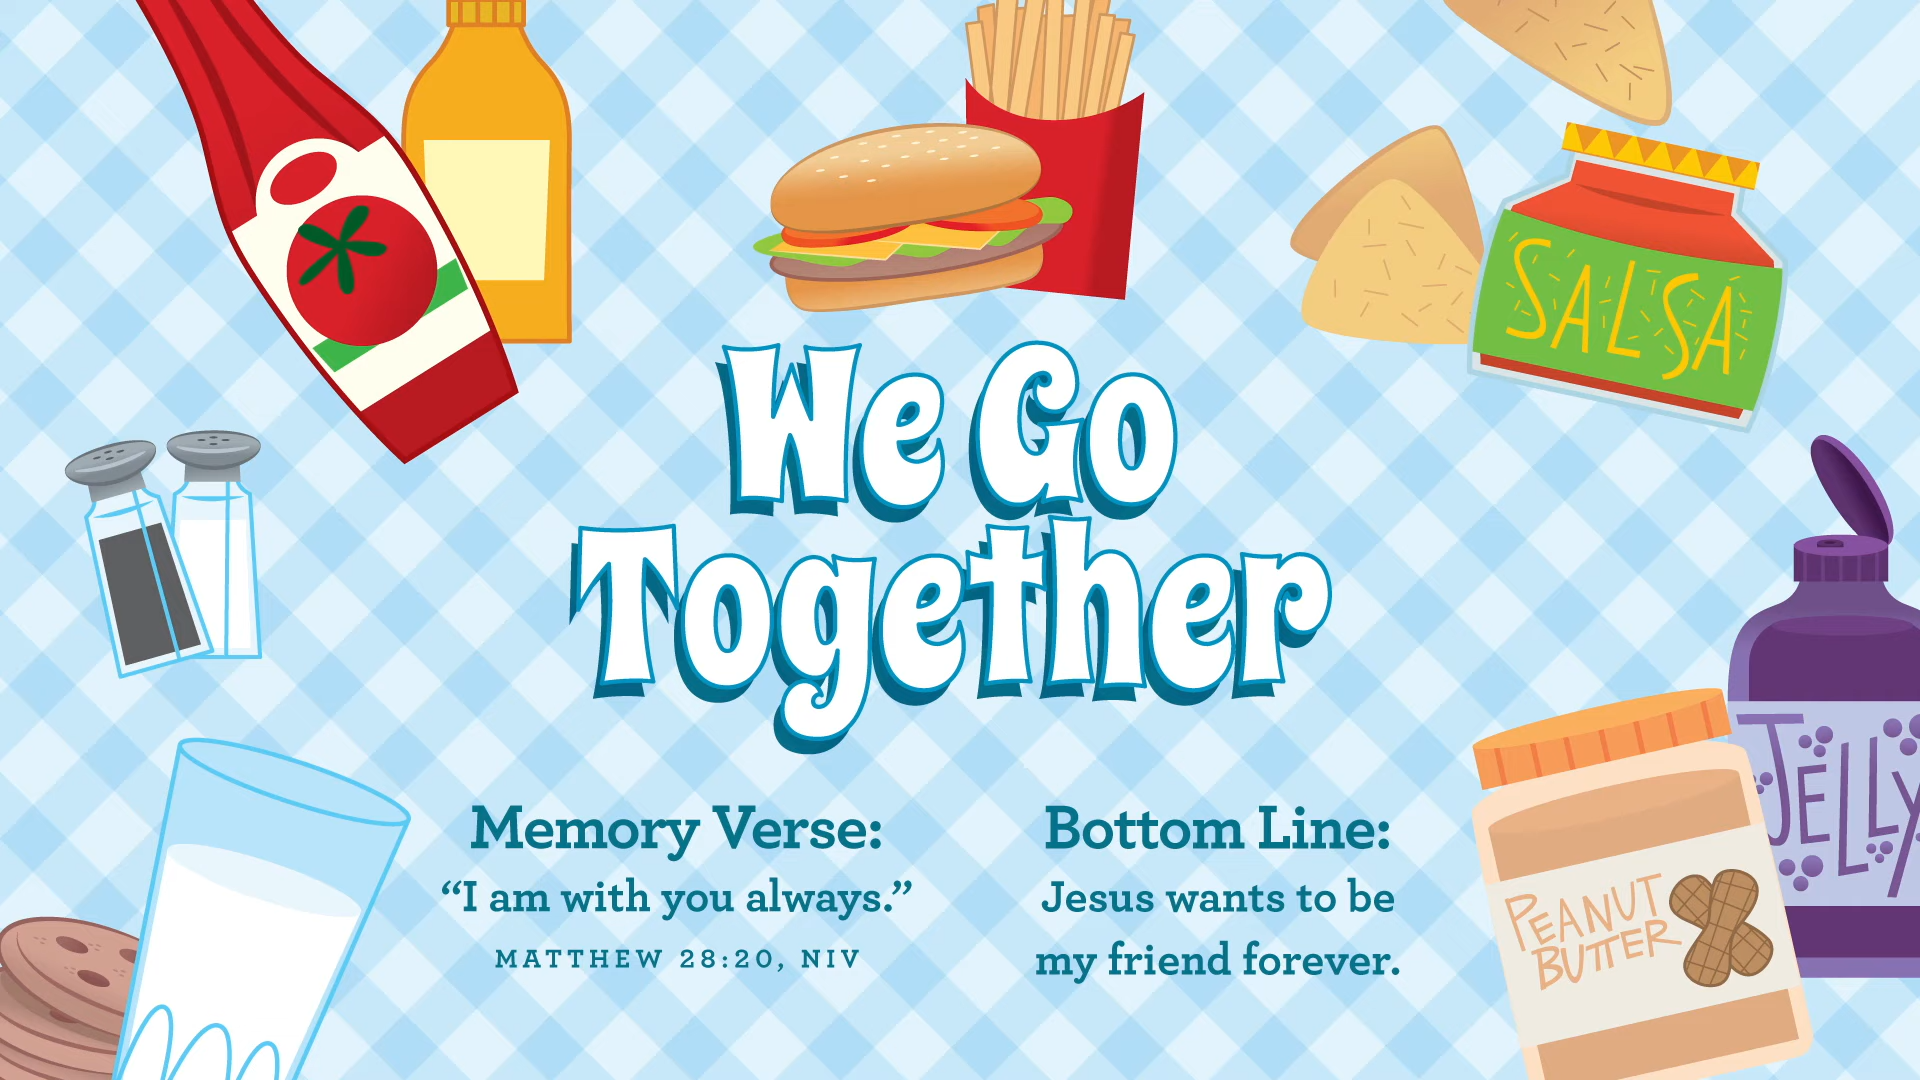 SALSA
We Go
Together
JELLY
PEANUT
BUTTER
Memory Verse:
“I am with you always.”
MATTHEW 28:20, NIV
Bottom Line:
Jesus wants to be
my friend forever.